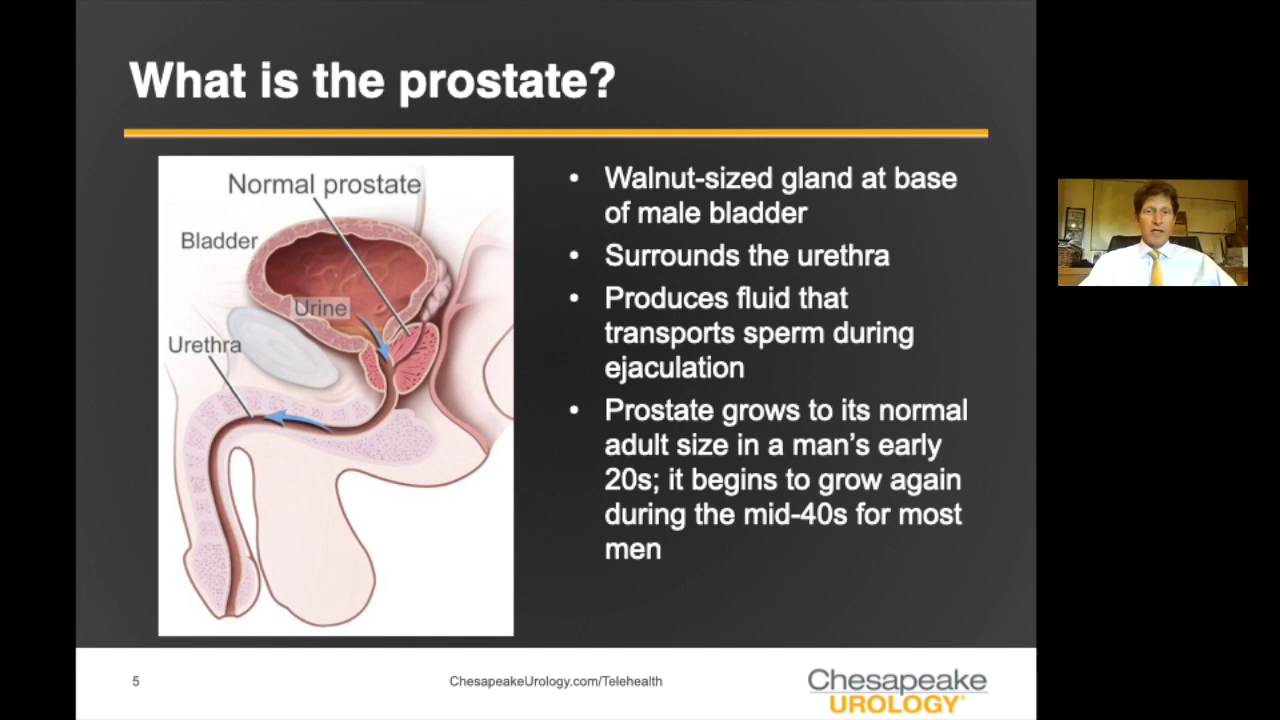 What is the prostate?
Normal prostate
Bladder
Urine
Urethra
• Walnut-sized gland at base
of male bladder
• Surrounds the urethra
• Produces fluid that
transports sperm during
ejaculation
• Prostate grows to its normal
adult size in a man’s early
20s; it begins to grow again
during the mid-40s for most
men
5
ChesapeakeUrology.com/Telehealth
Chesapeake
UROLOGY®